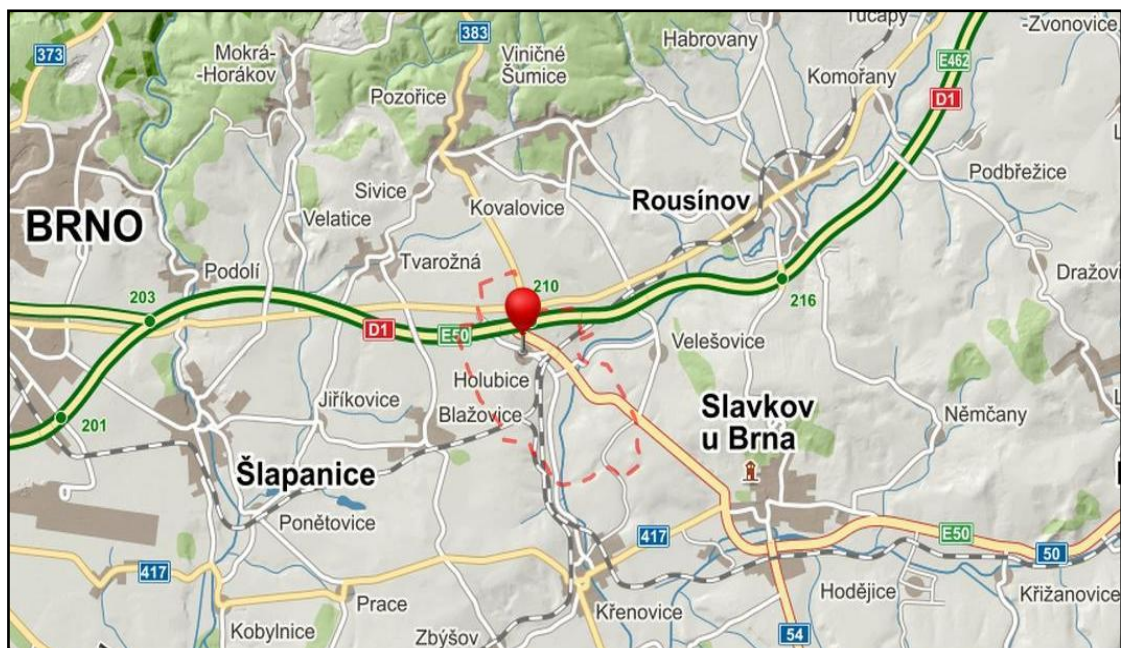 Tučapy
-Zvonovice
373
Mokrá-
-Horákov
383
Viničné
Šumice
Habrovany
E462
Komořany
Pozořice
D1
Podbřežice
Sivice
Kovalovice
Rousínov
BRNO
Velatice
Podolí
Tvarožná
Dražovi
210
216
203
D1
E50
Velešovice
Holubice
Jiříkovice
Blažovice
Slavkov
u Brna
Němčany
201
Šlapanice
Ponětovice
417
E50
50
417
Hodějice
Křižanovice
Prace
Křenovice
Kobylnice
Zbýšov
54